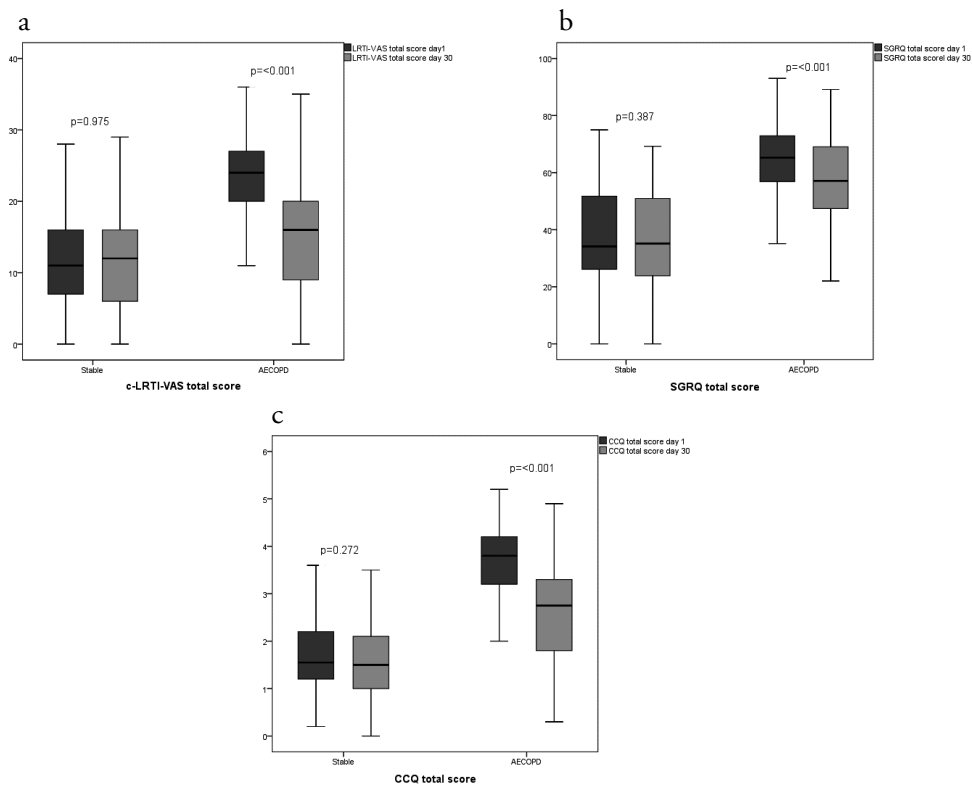 a
LRTI-VAS total score day1
LRTI-VAS total score day 30
40
30
20
10
0
p=0.975
p=<0.001
Stable
AECOPD
c-LRTI-VAS total score
b
SGRQ total score day 1
SGRQ tota scorel day 30
100
80
60
40
20
0
p=0.387
p=<0.001
Stable
AECOPD
SGRQ total score
c
CCQ total score day 1
CCQ total score day 30
6
5
4
3
2
1
0
p=0.272
p=<0.001
Stable
AECOPD
CCQ total score